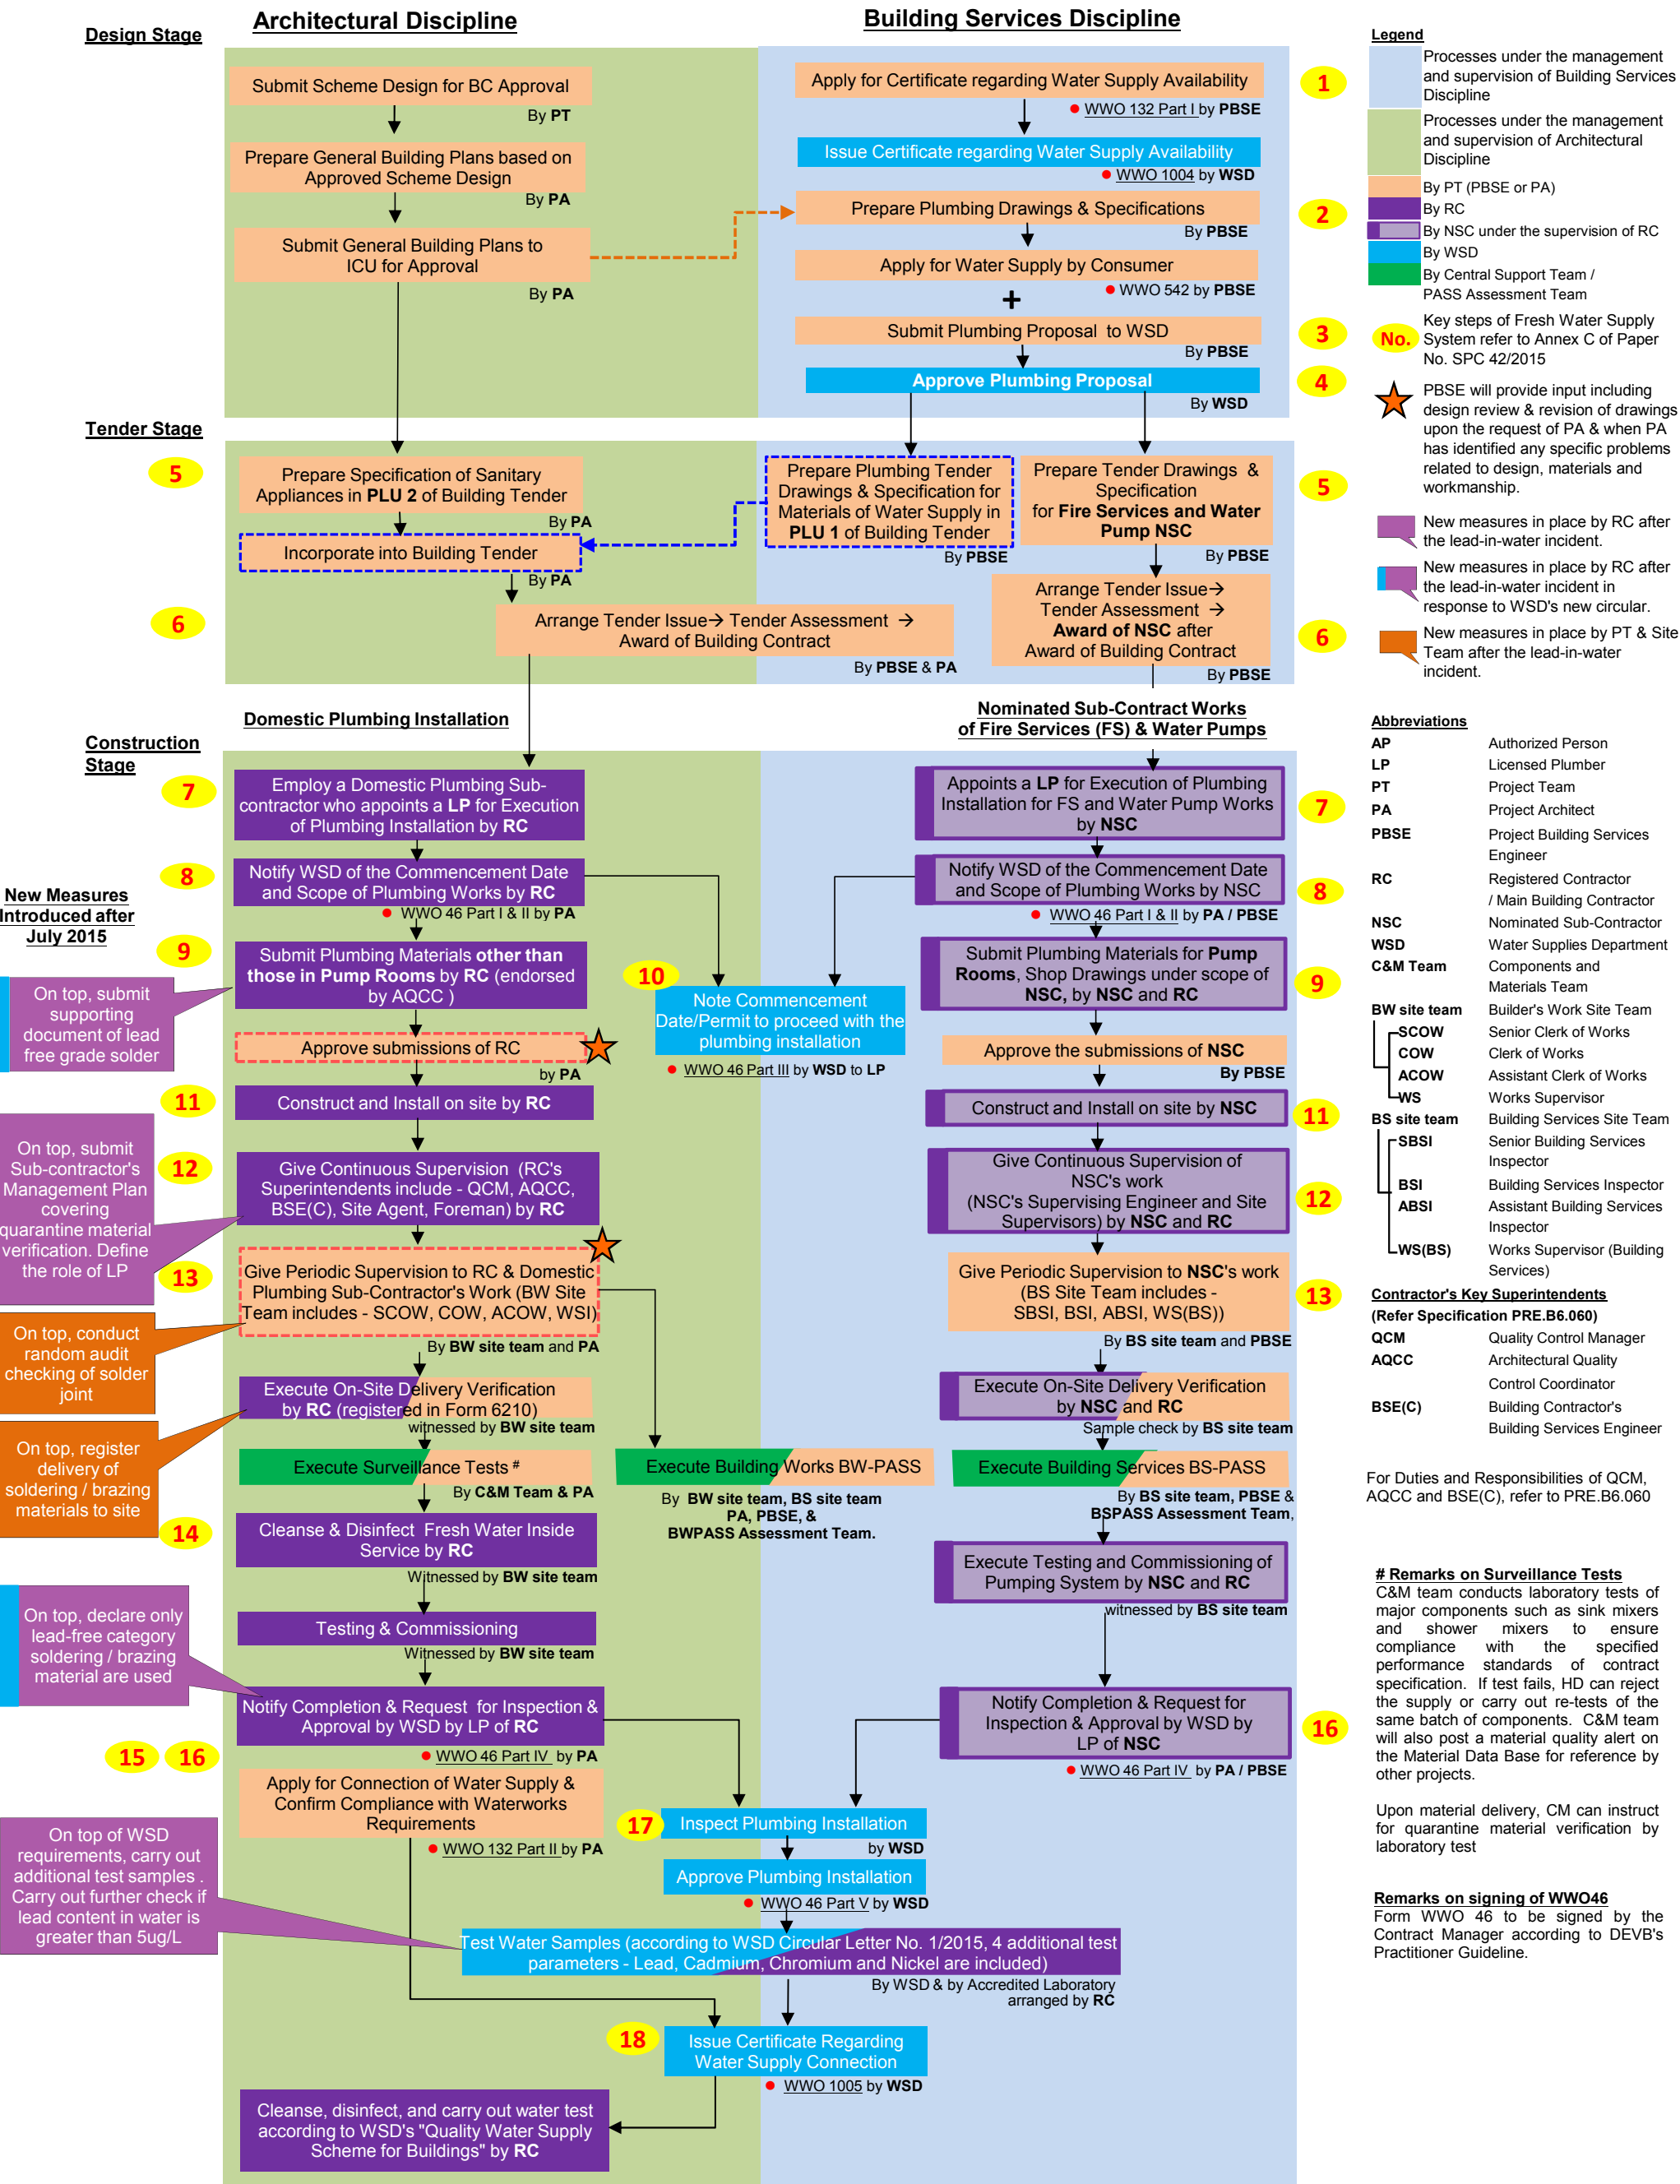 Architectural Discipline
Building Services Discipline
Design Stage
Submit Scheme Design for BC Approval
By PT
Prepare General Building Plans based on
Approved Scheme Design
By PA
Submit General Building Plans to
ICU for Approval
By PA
Apply for Certificate regarding Water Supply Availability
1
● WWO 132 Part I by PBSE
Issue Certificate regarding Water Supply Availability
● WWO 1004 by WSD
Prepare Plumbing Drawings & Specifications
2
By PBSE
Apply for Water Supply by Consumer
● WWO 542 by PBSE
+
Submit Plumbing Proposal to WSD
3
By PBSE
Approve Plumbing Proposal
4
By WSD
Tender Stage
5
Prepare Specification of Sanitary
Appliances in PLU 2 of Building Tender
By PA
Incorporate into Building Tender
By PA
Prepare Plumbing Tender
Drawings & Specification for
Materials of Water Supply in
PLU 1 of Building Tender
By PBSE
Prepare Tender Drawings &
Specification
for Fire Services and Water
Pump NSC
By PBSE
5
6
Arrange Tender Issue→ Tender Assessment →
Award of Building Contract
By PBSE & PA
Arrange Tender Issue→
Tender Assessment →
Award of NSC after
Award of Building Contract
By PBSE
6
Domestic Plumbing Installation
Nominated Sub-Contract Works
of Fire Services (FS) & Water Pumps
Construction
Stage
7
Employ a Domestic Plumbing Sub-
contractor who appoints a LP for Execution
of Plumbing Installation by RC
Appoints a LP for Execution of Plumbing
Installation for FS and Water Pump Works
by NSC
7
8
Notify WSD of the Commencement Date
and Scope of Plumbing Works by RC
● WWO 46 Part I & II by PA
Notify WSD of the Commencement Date
and Scope of Plumbing Works by NSC
● WWO 46 Part I & II by PA / PBSE
8
New Measures
Introduced after
July 2015
9
Submit Plumbing Materials other than
those in Pump Rooms by RC (endorsed
by AQCC )
10
Note Commencement
Date/Permit to proceed with the
plumbing installation
● WWO 46 Part III by WSD to LP
Submit Plumbing Materials for Pump
Rooms, Shop Drawings under scope of
NSC, by NSC and RC
9
On top, submit
supporting
document of lead
free grade solder
Approve submissions of RC
by PA
Approve the submissions of NSC
By PBSE
11
Construct and Install on site by RC
Construct and Install on site by NSC
11
On top, submit
Sub-contractor's
Management Plan
covering
quarantine material
verification. Define
the role of LP
12
Give Continuous Supervision (RC's
Superintendents include - QCM, AQCC,
BSE(C), Site Agent, Foreman) by RC
Give Continuous Supervision of
NSC's work
(NSC's Supervising Engineer and Site
Supervisors) by NSC and RC
12
13
Give Periodic Supervision to RC & Domestic
Plumbing Sub-Contractor's Work (BW Site
Team includes - SCOW, COW, ACOW, WSI)
By BW site team and PA
Give Periodic Supervision to NSC's work
(BS Site Team includes -
SBSI, BSI, ABSI, WS(BS))
By BS site team and PBSE
13
On top, conduct
random audit
checking of solder
joint
Execute On-Site Delivery Verification
by RC (registered in Form 6210)
witnessed by BW site team
Execute On-Site Delivery Verification
by NSC and RC
Sample check by BS site team
On top, register
delivery of
soldering / brazing
materials to site
Execute Surveillance Tests #
By C&M Team & PA
Execute Building Works BW-PASS
By BW site team, BS site team
PA, PBSE, &
BWPASS Assessment Team.
Execute Building Services BS-PASS
By BS site team, PBSE &
BSPASS Assessment Team,
14
Cleanse & Disinfect Fresh Water Inside
Service by RC
Witnessed by BW site team
Execute Testing and Commissioning of
Pumping System by NSC and RC
witnessed by BS site team
On top, declare only
lead-free category
soldering / brazing
material are used
Testing & Commissioning
Witnessed by BW site team
Notify Completion & Request for Inspection &
Approval by WSD by LP of RC
15
16
● WWO 46 Part IV by PA
Notify Completion & Request for
Inspection & Approval by WSD by
LP of NSC
16
● WWO 46 Part IV by PA / PBSE
Apply for Connection of Water Supply &
Confirm Compliance with Waterworks
Requirements
● WWO 132 Part II by PA
17
Inspect Plumbing Installation
by WSD
Approve Plumbing Installation
● WWO 46 Part V by WSD
On top of WSD
requirements, carry out
additional test samples .
Carry out further check if
lead content in water is
greater than 5ug/L
Test Water Samples (according to WSD Circular Letter No. 1/2015, 4 additional test
parameters - Lead, Cadmium, Chromium and Nickel are included)
By WSD & by Accredited Laboratory
arranged by RC
18
Issue Certificate Regarding
Water Supply Connection
● WWO 1005 by WSD
Cleanse, disinfect, and carry out water test
according to WSD's "Quality Water Supply
Scheme for Buildings" by RC
Legend
Processes under the management
and supervision of Building Services
Discipline
Processes under the management
and supervision of Architectural
Discipline
By PT (PBSE or PA)
By RC
By NSC under the supervision of RC
By WSD
By Central Support Team /
PASS Assessment Team
No.
Key steps of Fresh Water Supply
System refer to Annex C of Paper
No. SPC 42/2015
PBSE will provide input including
design review & revision of drawings
upon the request of PA & when PA
has identified any specific problems
related to design, materials and
workmanship.
New measures in place by RC after
the lead-in-water incident.
New measures in place by RC after
the lead-in-water incident in
response to WSD's new circular.
New measures in place by PT & Site
Team after the lead-in-water
incident.
Abbreviations
AP Authorized Person
LP Licensed Plumber
PT Project Team
PA Project Architect
PBSE Project Building Services
Engineer
RC Registered Contractor
/ Main Building Contractor
NSC Nominated Sub-Contractor
WSD Water Supplies Department
C&M Team Components and
Materials Team
BW site team Builder's Work Site Team
SCOW Senior Clerk of Works
COW Clerk of Works
ACOW Assistant Clerk of Works
WS Works Supervisor
BS site team Building Services Site Team
SBSI Senior Building Services
Inspector
BSI Building Services Inspector
ABSI Assistant Building Services
Inspector
WS(BS) Works Supervisor (Building
Services)
Contractor's Key Superintendents
(Refer Specification PRE.B6.060)
QCM Quality Control Manager
AQCC Architectural Quality
Control Coordinator
BSE(C) Building Contractor's
Building Services Engineer
For Duties and Responsibilities of QCM,
AQCC and BSE(C), refer to PRE.B6.060
# Remarks on Surveillance Tests
C&M team conducts laboratory tests of
major components such as sink mixers
and shower mixers to ensure
compliance with the specified
performance standards of contract
specification. If test fails, HD can reject
the supply or carry out re-tests of the
same batch of components. C&M team
will also post a material quality alert on
the Material Data Base for reference by
other projects.
Upon material delivery, CM can instruct
for quarantine material verification by
laboratory test
Remarks on signing of WWO46
Form WWO 46 to be signed by the
Contract Manager according to DEVB's
Practitioner Guideline.